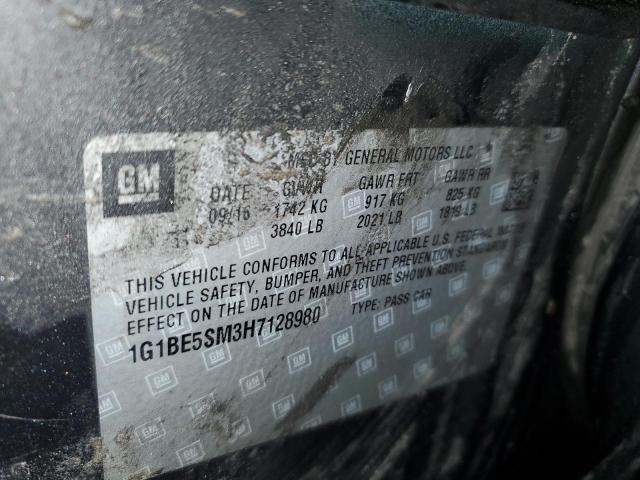 GM
MFD BY GENERAL MOTORS LLC
DATE GVWR GAWR FRT GAWR RR
09/16 1742 KG 917 KG 825 KG
3840 LB 2021 LB 1819 LB
THIS VEHICLE CONFORMS TO ALL APPLICABLE U.S. FEDERAL MOTOR
VEHICLE SAFETY, BUMPER, AND THEFT PREVENTION STANDARDS
EFFECT ON THE DATE OF MANUFACTURE SHOWN ABOVE.
1G1BE5SM3H7128980 TYPE: PASS CAR